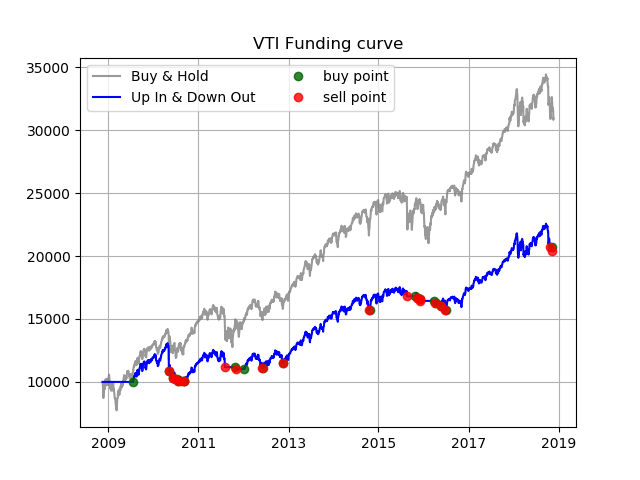 VTI Funding curve
Buy & Hold
Up In & Down Out
buy point
sell point
35000
30000
25000
20000
15000
10000
2009 2011 2013 2015 2017 2019